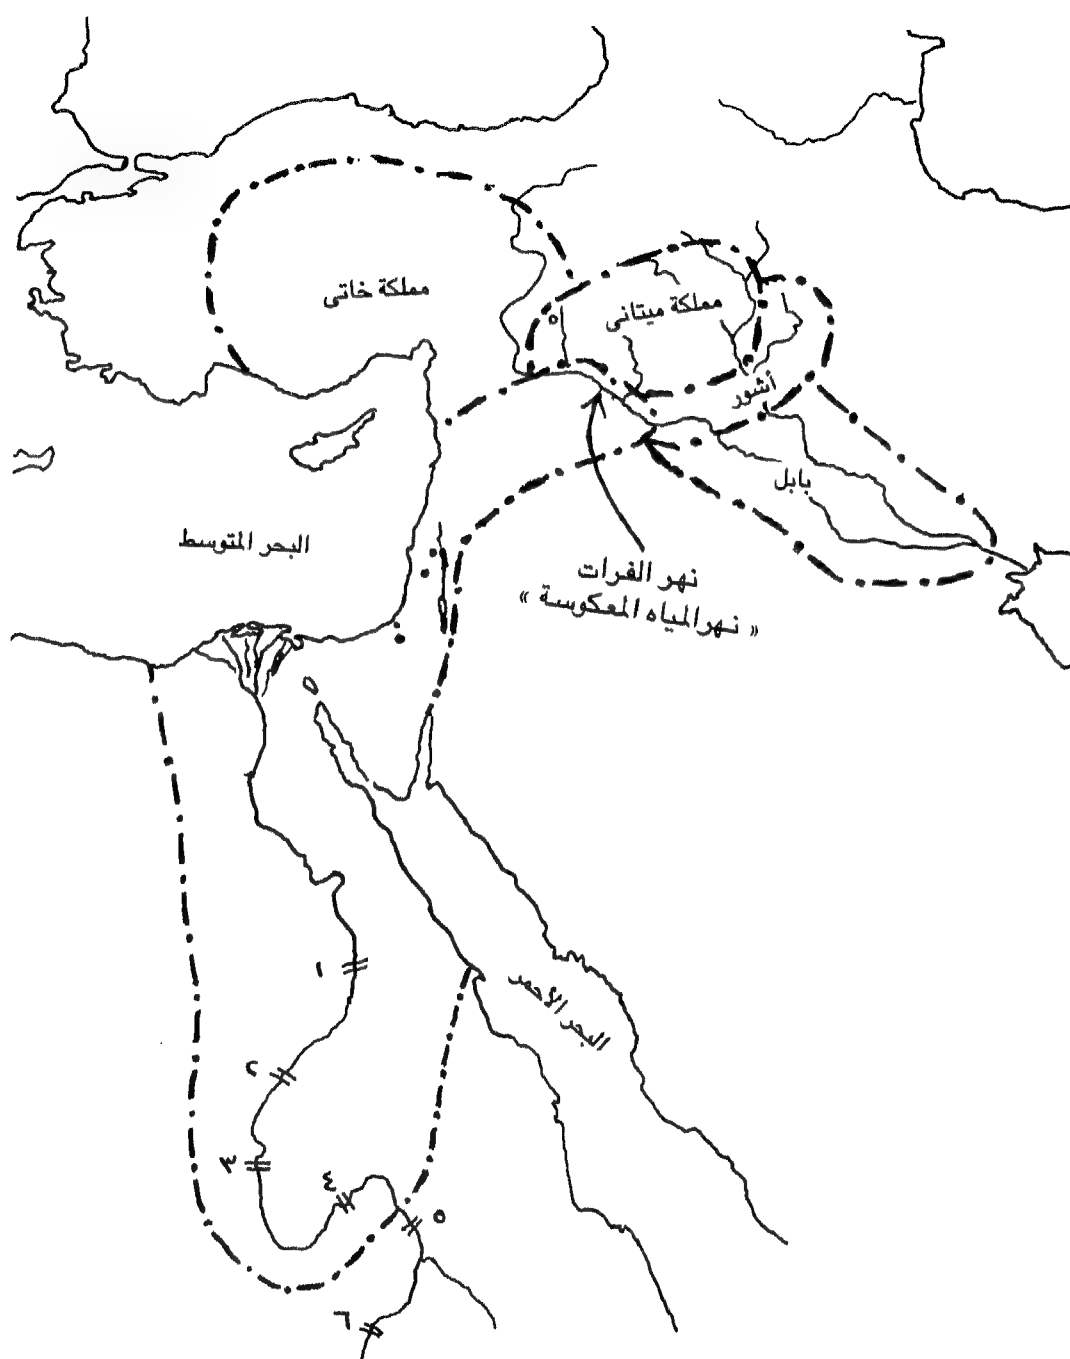 مملكة خاتى
مملكة ميتانى
٥
أشور
بابل
البحر المتوسط
نهر الفرات
« نهر المياه المعكوسة »
البحر الأحمر
١
٢
٣
٤
٥
٦